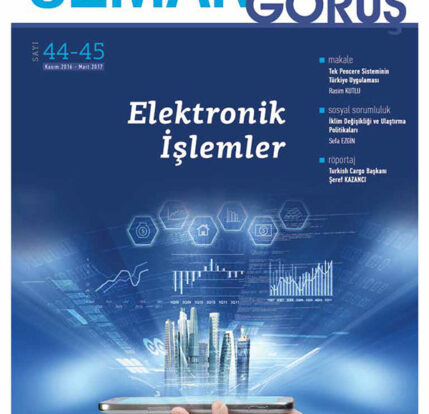 UZMAN
GÖRÜŞ
SAYI
44-45
Kasım 2016 - Mart 2017
makale
Tek Pencere Sisteminin
Türkiye Uygulaması
Rasim KUTLU
sosyal sorumluluk
İklim Değişikliği ve Ulaştırma
Politikaları
Sefa EZGİN
röportaj
Turkish Cargo Başkanı
Şeref KAZANCI
Elektronik
İşlemler